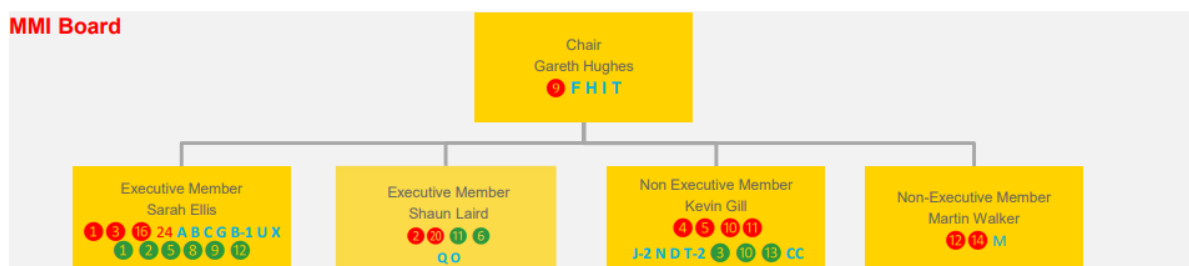 MMI Board
Chair
Gareth Hughes
9 F H I T
Executive Member
Sarah Ellis
1 3 16 24 A B C G B-1 U X
1 2 5 8 9 12
Executive Member
Shaun Laird
2 20 11 6
Q O
Non Executive Member
Kevin Gill
4 5 10 11
J-2 N D T-2 3 10 13 CC
Non-Executive Member
Martin Walker
12 14 M